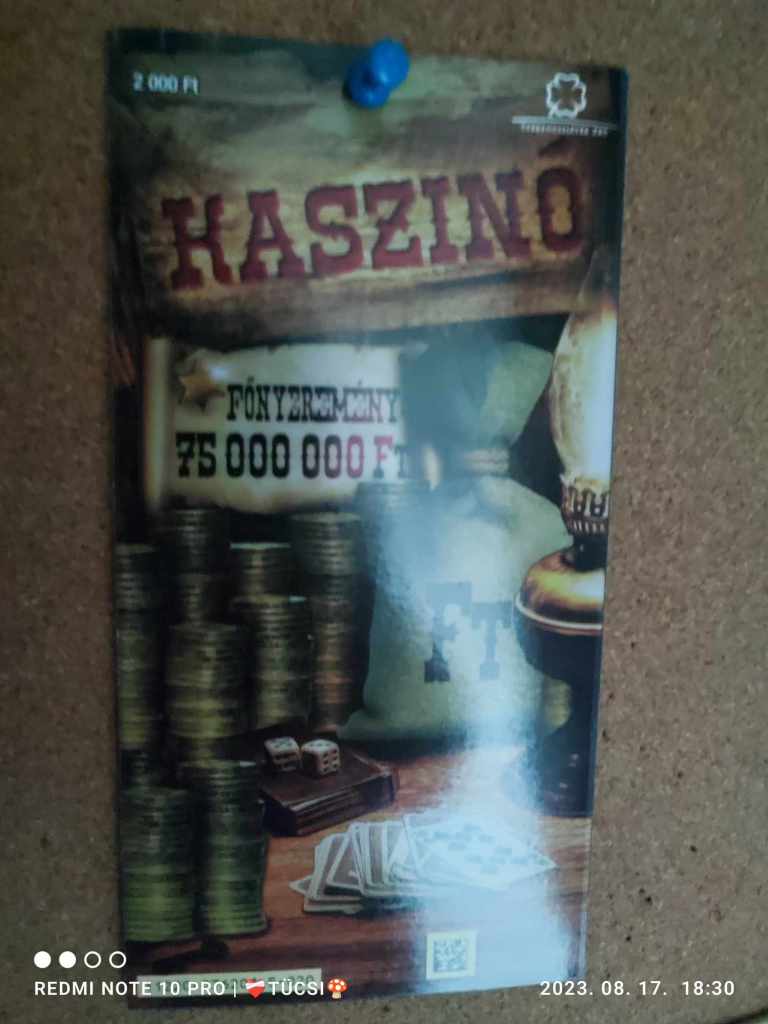 2 000 Ft
KASZINÓ
FŐNYEREMÉNY
75 000 000 Ft
FT
REDMI NOTE 10 PRO | TÜCSI
2023. 08. 17. 18:30